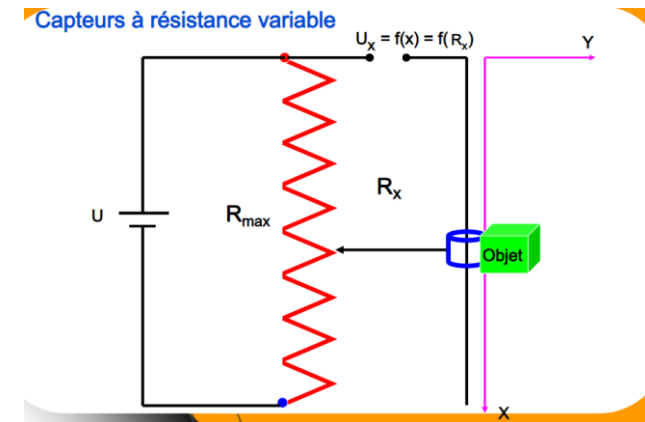 Capteurs à résistance variable
Uₓ = f(x) = f( Rₓ)
Y
Rₓ
U
Rₘₐₓ
Objet
X